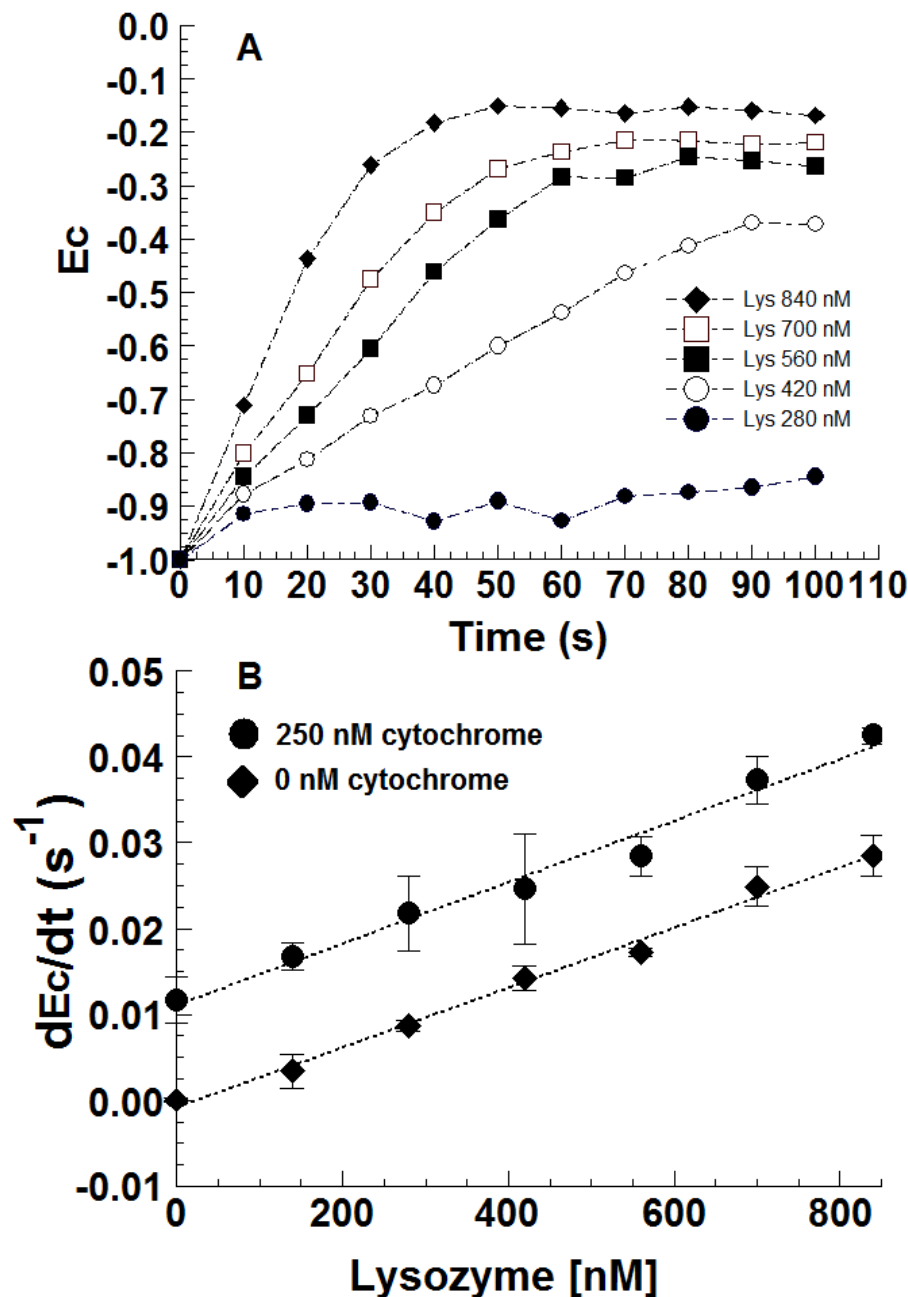 A
0.0
-0.1
-0.2
-0.3
-0.4
-0.5
-0.6
-0.7
-0.8
-0.9
-1.0
Ec
Lys 840 nM
Lys 700 nM
Lys 560 nM
Lys 420 nM
Lys 280 nM
0 10 20 30 40 50 60 70 80 90 100 110
Time (s)
B
0.05
0.04
0.03
0.02
0.01
0.00
-0.01
dEc/dt (s⁻¹)
250 nM cytochrome
0 nM cytochrome
0 200 400 600 800
Lysozyme [nM]